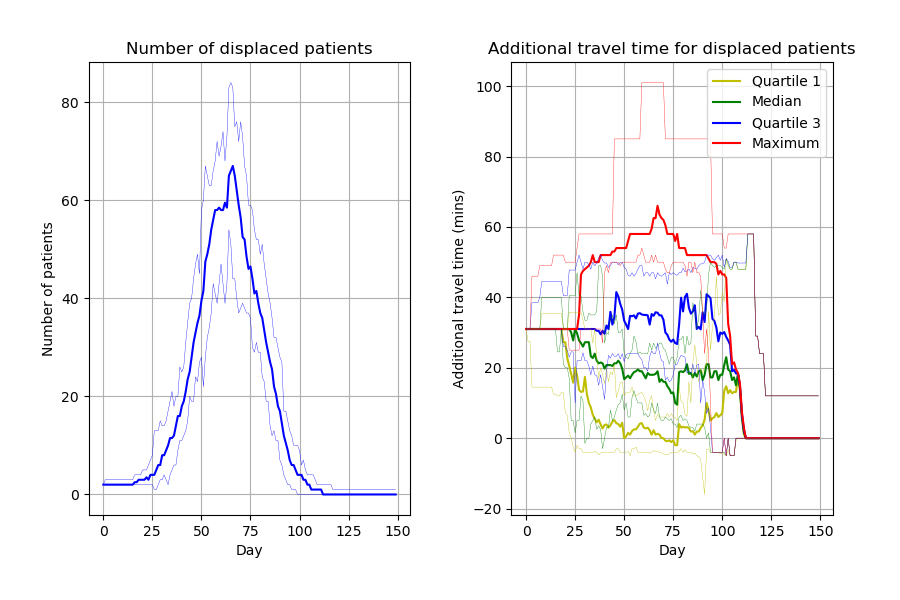 Number of displaced patients
Number of patients
80
60
40
20
0
0 25 50 75 100 125 150
Day
Additional travel time for displaced patients
Additional travel time (mins)
100
80
60
40
20
0
−20
Quartile 1
Median
Quartile 3
Maximum
0 25 50 75 100 125 150
Day